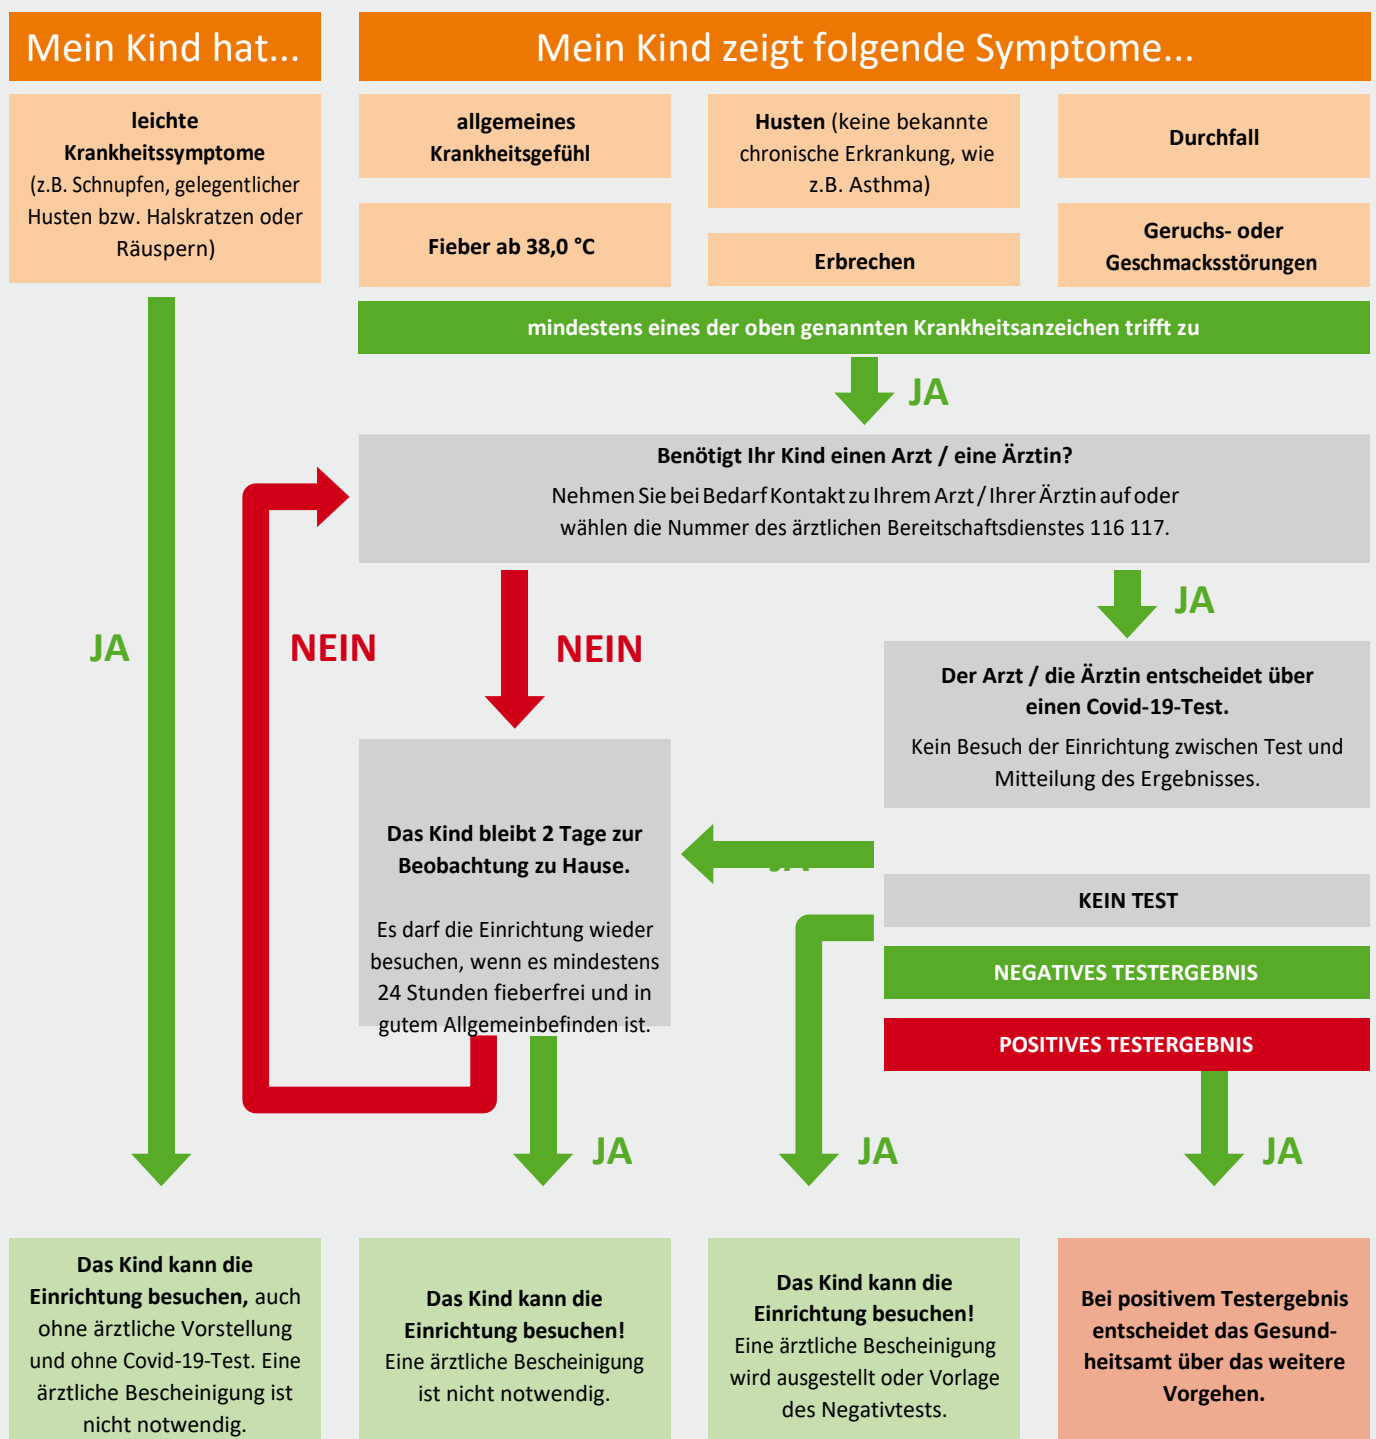 Mein Kind hat...
Mein Kind zeigt folgende Symptome...
leichte
Krankheitssymptome
(z.B. Schnupfen, gelegentlicher
Husten bzw. Halskratzen oder
Räuspern)
allgemeines
Krankheitsgefühl
Husten (keine bekannte
chronische Erkrankung, wie
z.B. Asthma)
Durchfall
Fieber ab 38,0 °C
Erbrechen
Geruchs- oder
Geschmacksstörungen
mindestens eines der oben genannten Krankheitsanzeichen trifft zu
JA
Benötigt Ihr Kind einen Arzt / eine Ärztin?
Nehmen Sie bei Bedarf Kontakt zu Ihrem Arzt / Ihrer Ärztin auf oder
wählen die Nummer des ärztlichen Bereitschaftsdienstes 116 117.
JA
NEIN
NEIN
JA
Der Arzt / die Ärztin entscheidet über
einen Covid-19-Test.
Kein Besuch der Einrichtung zwischen Test und
Mitteilung des Ergebnisses.
Das Kind bleibt 2 Tage zur
Beobachtung zu Hause.
Es darf die Einrichtung wieder
besuchen, wenn es mindestens
24 Stunden fieberfrei und in
gutem Allgemeinbefinden ist.
JA
KEIN TEST
NEGATIVES TESTERGEBNIS
POSITIVES TESTERGEBNIS
JA
JA
JA
Das Kind kann die
Einrichtung besuchen, auch
ohne ärztliche Vorstellung
und ohne Covid-19-Test. Eine
ärztliche Bescheinigung ist
nicht notwendig.
Das Kind kann die
Einrichtung besuchen!
Eine ärztliche Bescheinigung
ist nicht notwendig.
Das Kind kann die
Einrichtung besuchen!
Eine ärztliche Bescheinigung
wird ausgestellt oder Vorlage
des Negativtests.
Bei positivem Testergebnis
entscheidet das Gesund-
heitsamt über das weitere
Vorgehen.